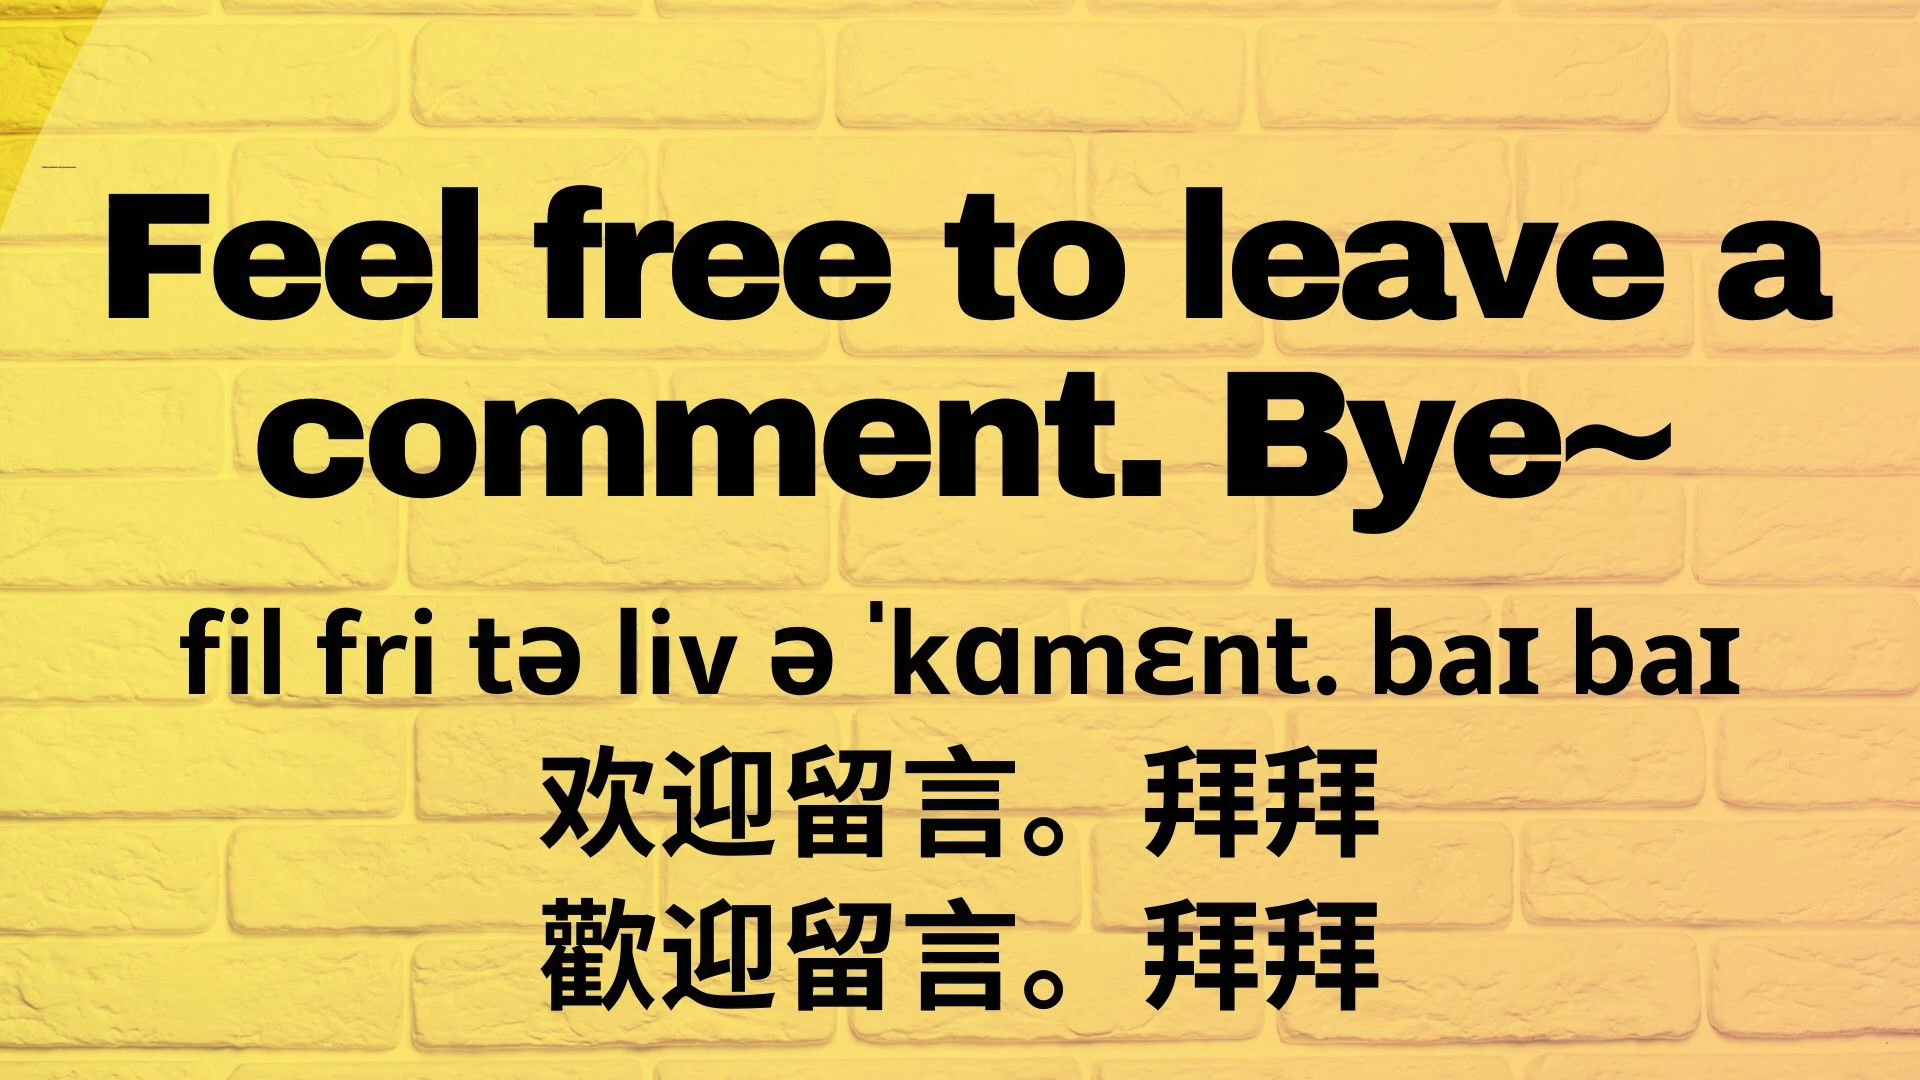 Feel free to leave a
comment. Bye~
fil fri tə liv ə ˈkɑmɛnt. baɪ baɪ
欢迎留言。拜拜
歡迎留言。拜拜